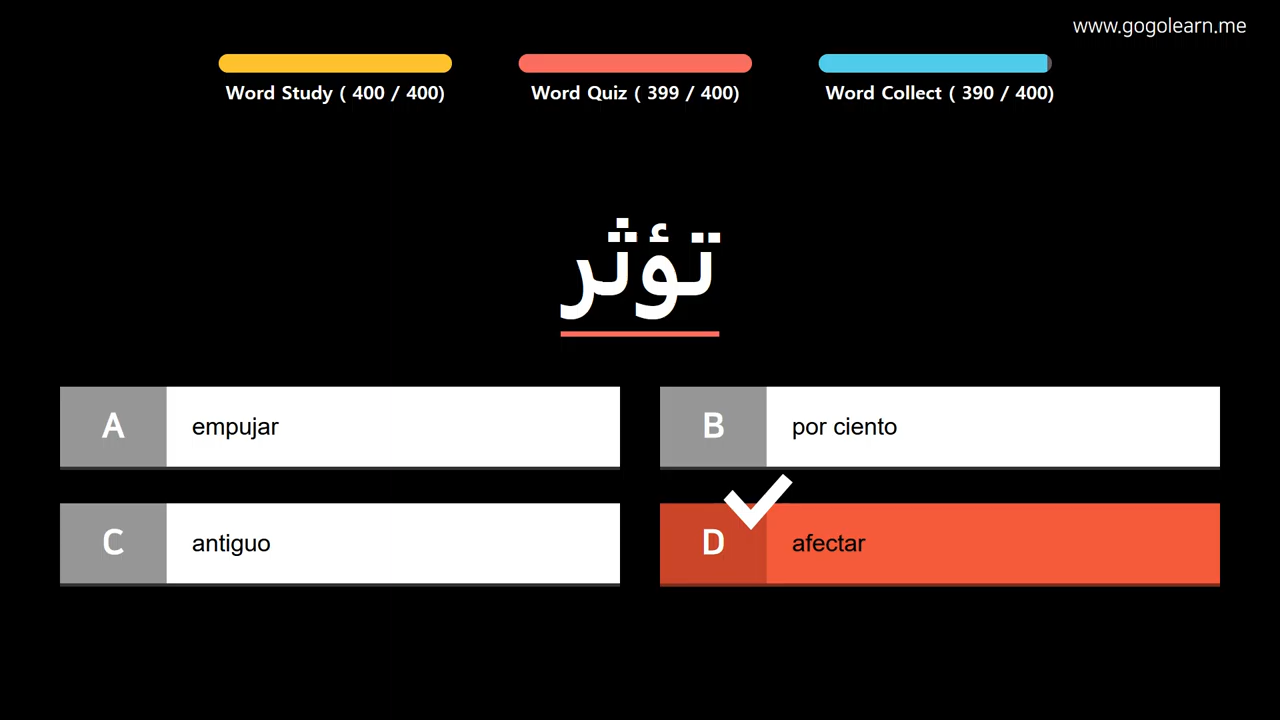 www.gogolearn.me
Word Study ( 400 / 400)
Word Quiz ( 399 / 400)
Word Collect ( 390 / 400)
تؤثر
A
empujar
B
por ciento
C
antiguo
D
afectar